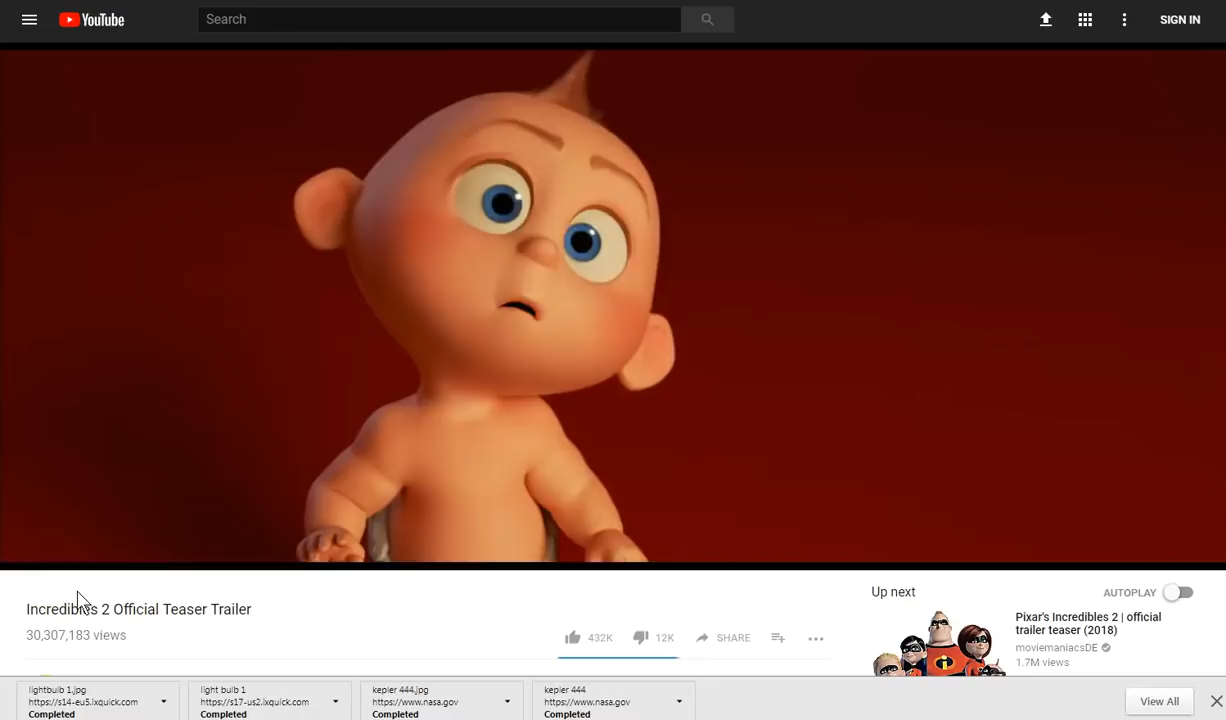 YouTube
Search
SIGN IN
Incredibles 2 Official Teaser Trailer
30,307,183 views
432K
12K
SHARE
Up next
AUTOPLAY
Pixar's Incredibles 2 | official
trailer teaser (2018)
moviemaniacsDE
1.7M views
lightbulb 1.jpg
https://s14-eu5.ixquick.com
Completed
light bulb 1
https://s17-us2.ixquick.com
Completed
kepler 444.jpg
https://www.nasa.gov
Completed
kepler 444
https://www.nasa.gov
Completed
View All